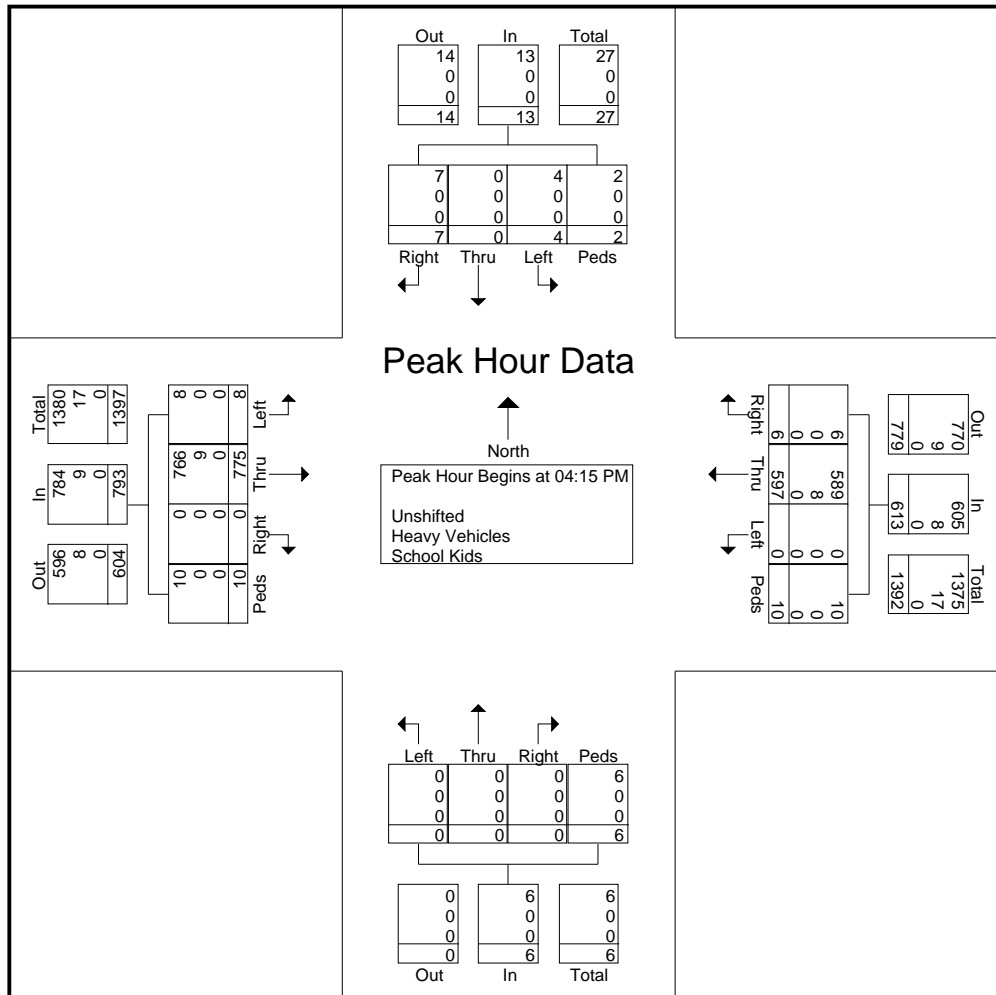 Out In Total
14 13 27
0 0 0
0 0 0
14 13 27
7 0 4 2
0 0 0 0
0 0 0 0
7 0 4 2
Right Thru Left Peds
Peak Hour Data
North
Peak Hour Begins at 04:15 PM
Unshifted
Heavy Vehicles
School Kids
Total
1380
17
0
1397
In
784
9
0
793
Out
596
8
0
604
Left
8
0
0
8
Thru
766
9
0
775
Right
0
0
0
0
Peds
10
0
0
10
Right
6
0
0
6
Thru
589
8
0
597
Left
0
0
0
0
Peds
10
0
0
10
Out
770
9
0
779
In
605
8
0
613
Total
1375
17
0
1392
Left Thru Right Peds
0 0 0 6
0 0 0 0
0 0 0 0
0 0 0 6
0 6 6
0 0 0
0 0 0
0 6 6
Out In Total